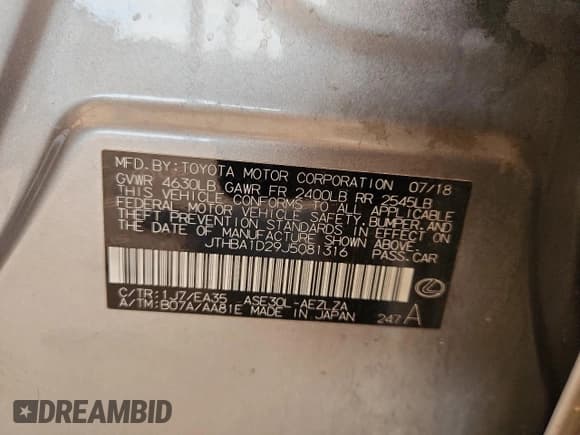 MFD. BY: TOYOTA MOTOR CORPORATION 07/18
GVWR 4630LB GAWR FR 2400LB RR 2545LB
THIS VEHICLE CONFORMS TO ALL APPLICABLE
FEDERAL MOTOR VEHICLE SAFETY, BUMPER, AND
THEFT PREVENTION STANDARDS IN EFFECT ON
THE DATE OF MANUFACTURE SHOWN ABOVE.
JTHBA1D29J5081316 PASS.CAR
C/TR: 1J7/EA35 ASE30L-AEZLZA
A/TM: B07A/AA81E MADE IN JAPAN 247 A
DREAMBID